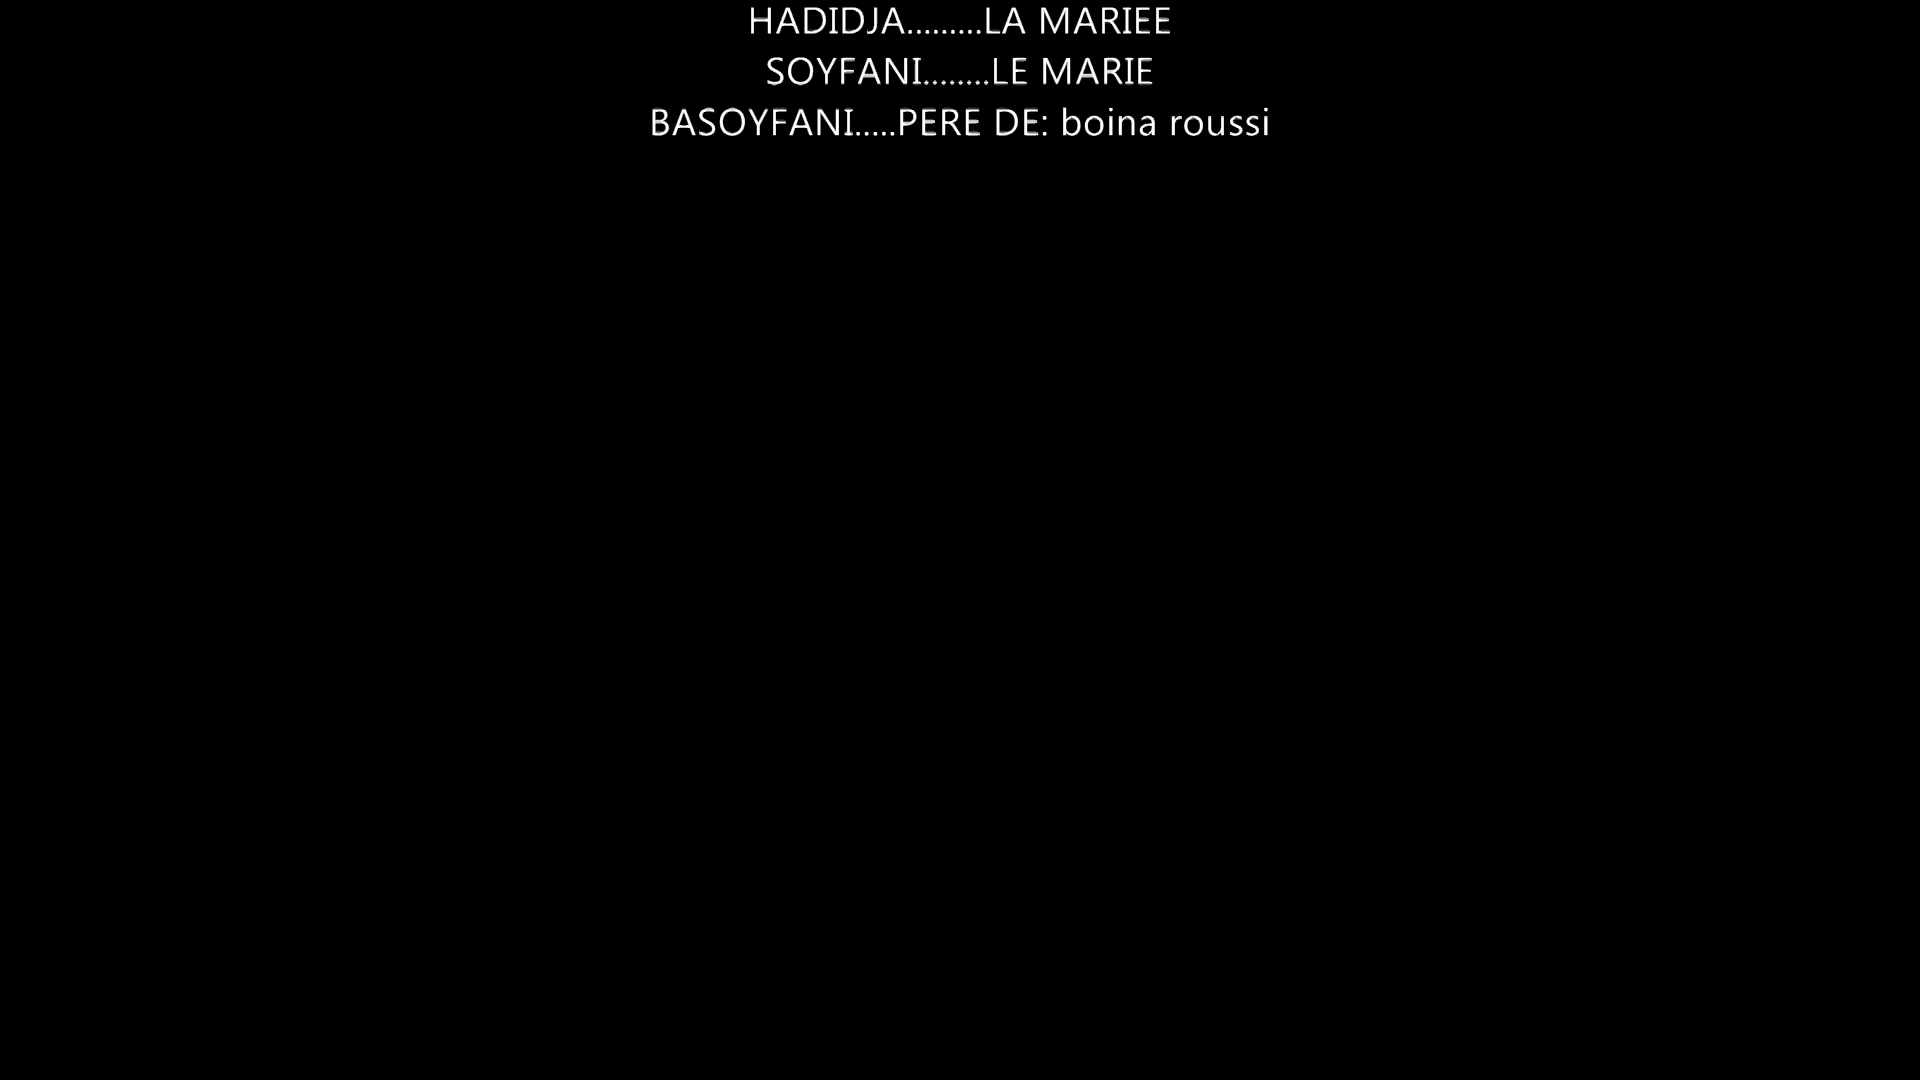 HADIDJA.........LA MARIEE
SOYFANI........LE MARIE
BASOYFANI.....PERE DE: boina roussi